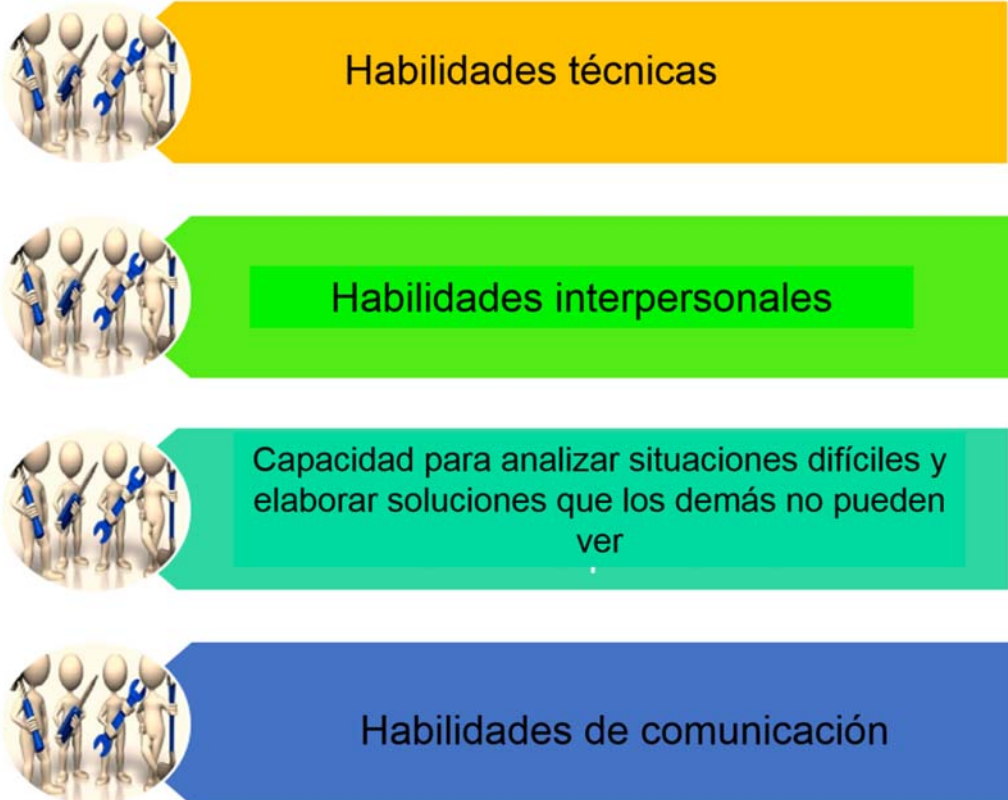 Habilidades técnicas
Habilidades interpersonales
Capacidad para analizar situaciones difíciles y
elaborar soluciones que los demás no pueden
ver
Habilidades de comunicación